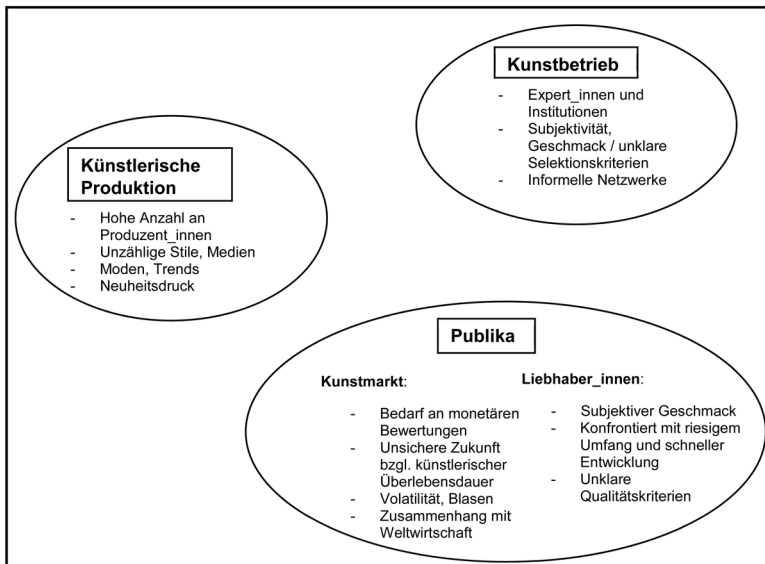 Kunstbetrieb
- Expert_innen und
Institutionen
- Subjektivität,
Geschmack / unklare
Selektionskriterien
- Informelle Netzwerke
Künstlerische
Produktion
- Hohe Anzahl an
Produzent_innen
- Unzählige Stile, Medien
- Moden, Trends
- Neuheitsdruck
Publika
Kunstmarkt:
- Bedarf an monetären
Bewertungen
- Unsichere Zukunft
bzgl. künstlerischer
Überlebensdauer
- Volatilität, Blasen
- Zusammenhang mit
Weltwirtschaft
Liebhaber_innen:
- Subjektiver Geschmack
- Konfrontiert mit riesigem
Umfang und schneller
Entwicklung
- Unklare
Qualitätskriterien